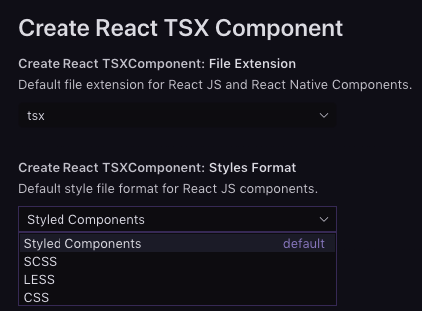 Create React TSX Component
Create React TSXComponent: File Extension
Default file extension for React JS and React Native Components.
tsx
Create React TSXComponent: Styles Format
Default style file format for React JS components.
Styled Components
Styled Components default
SCSS
LESS
CSS